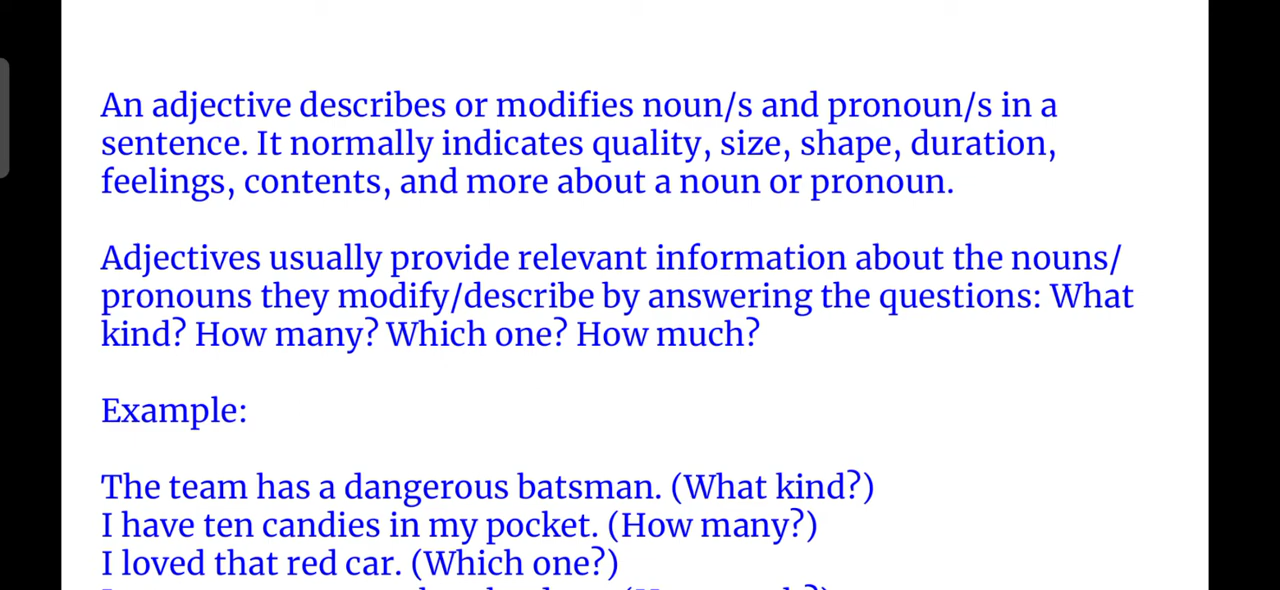 An adjective describes or modifies noun/s and pronoun/s in a
sentence. It normally indicates quality, size, shape, duration,
feelings, contents, and more about a noun or pronoun.
Adjectives usually provide relevant information about the nouns/
pronouns they modify/describe by answering the questions: What
kind? How many? Which one? How much?
Example:
The team has a dangerous batsman. (What kind?)
I have ten candies in my pocket. (How many?)
I loved that red car. (Which one?)